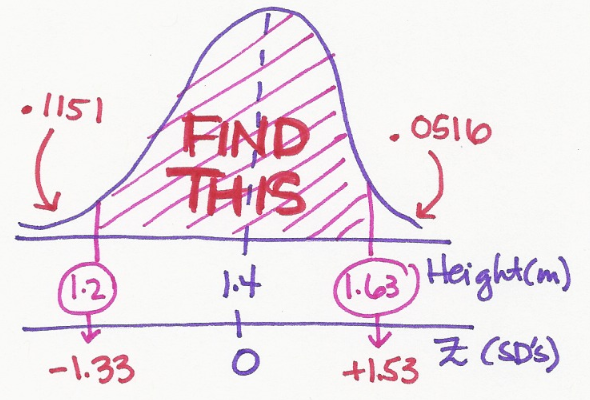 .1151
.0516
FIND
THIS
1.2
1.4
1.63
Height(m)
-1.33
0
+1.53
Z (SD's)